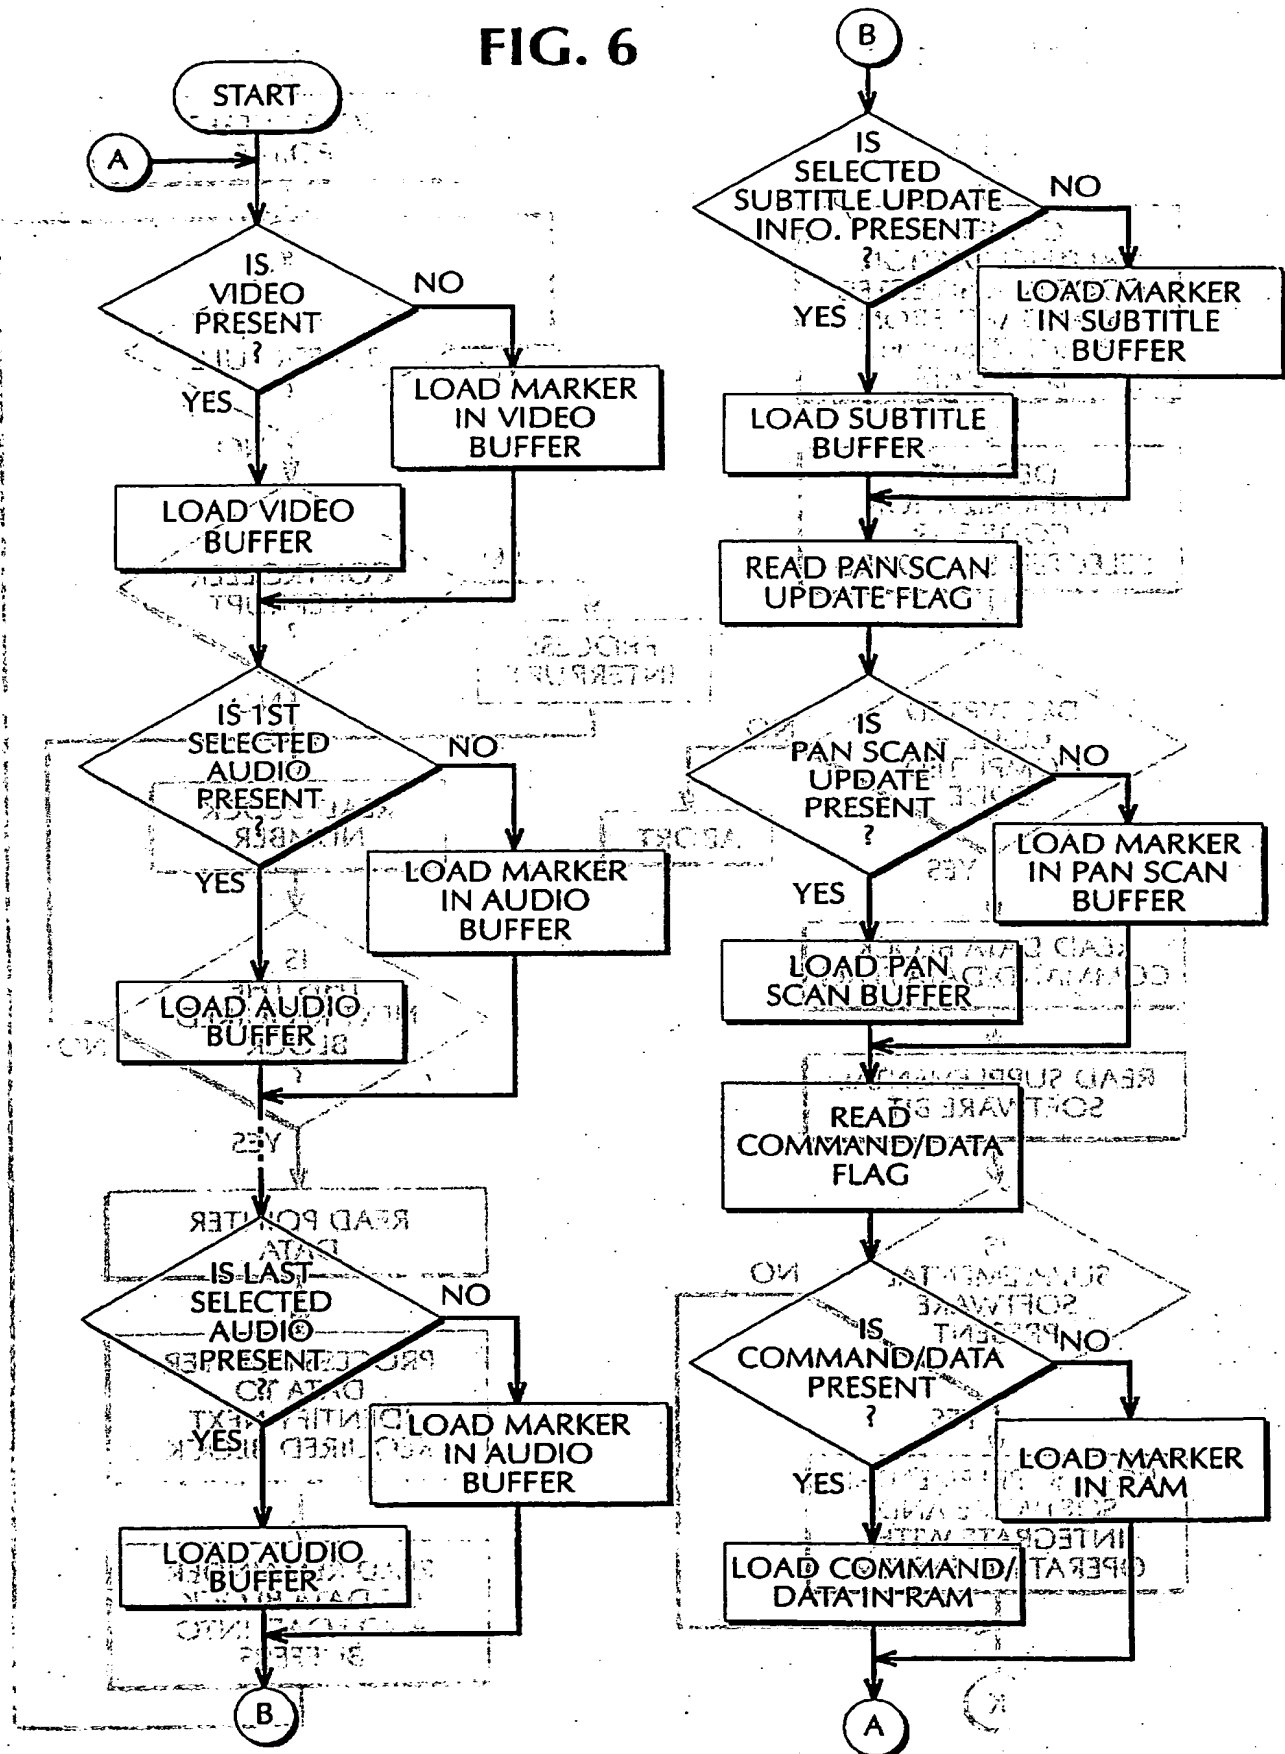 FIG. 6
START
A
IS
VIDEO
PRESENT
?
NO
YES
LOAD MARKER
IN VIDEO
BUFFER
LOAD VIDEO
BUFFER
IS 1ST
SELECTED
AUDIO
PRESENT
?
NO
YES
LOAD MARKER
IN AUDIO
BUFFER
LOAD AUDIO
BUFFER
IS LAST
SELECTED
AUDIO
PRESENT
?
NO
YES
LOAD MARKER
IN AUDIO
BUFFER
LOAD AUDIO
BUFFER
B
B
IS
SELECTED
SUBTITLE UPDATE
INFO. PRESENT
?
NO
YES
LOAD MARKER
IN SUBTITLE
BUFFER
LOAD SUBTITLE
BUFFER
READ PAN SCAN
UPDATE FLAG
IS
PAN SCAN
UPDATE
PRESENT
?
NO
YES
LOAD MARKER
IN PAN SCAN
BUFFER
LOAD PAN
SCAN BUFFER
READ
COMMAND/DATA
FLAG
IS
COMMAND/DATA
PRESENT
?
NO
YES
LOAD MARKER
IN RAM
LOAD COMMAND/
DATA IN RAM
A